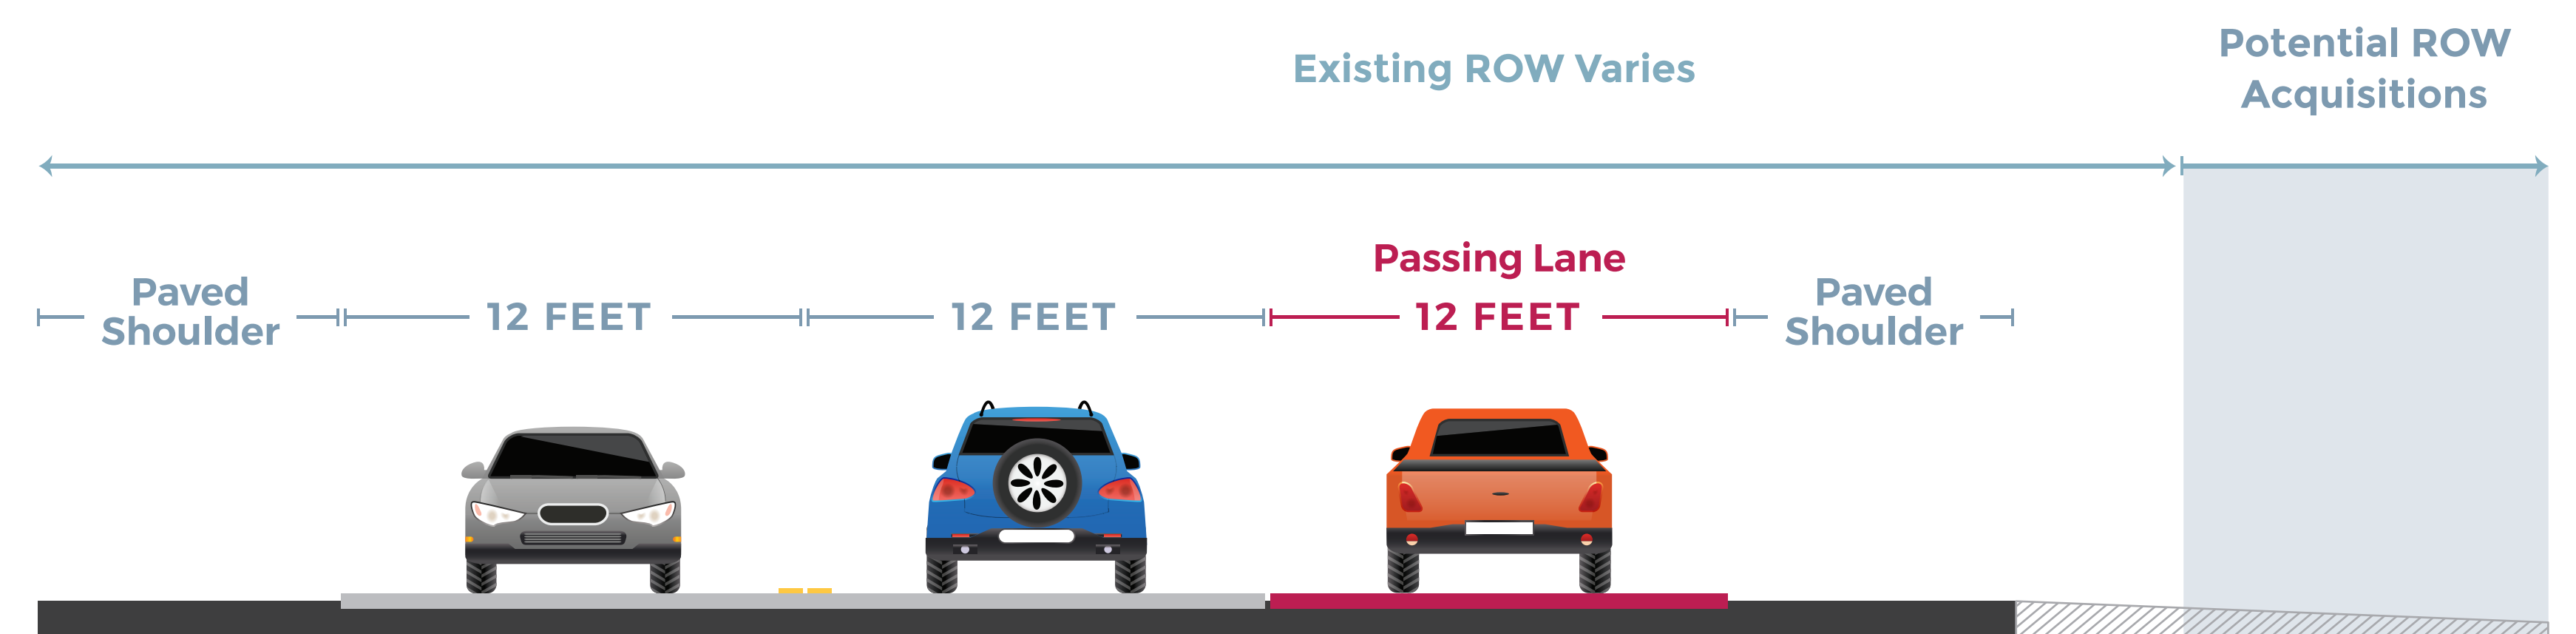 Existing ROW Varies
Potential ROW
Acquisitions
Paved
Shoulder
12 FEET
12 FEET
Passing Lane
12 FEET
Paved
Shoulder